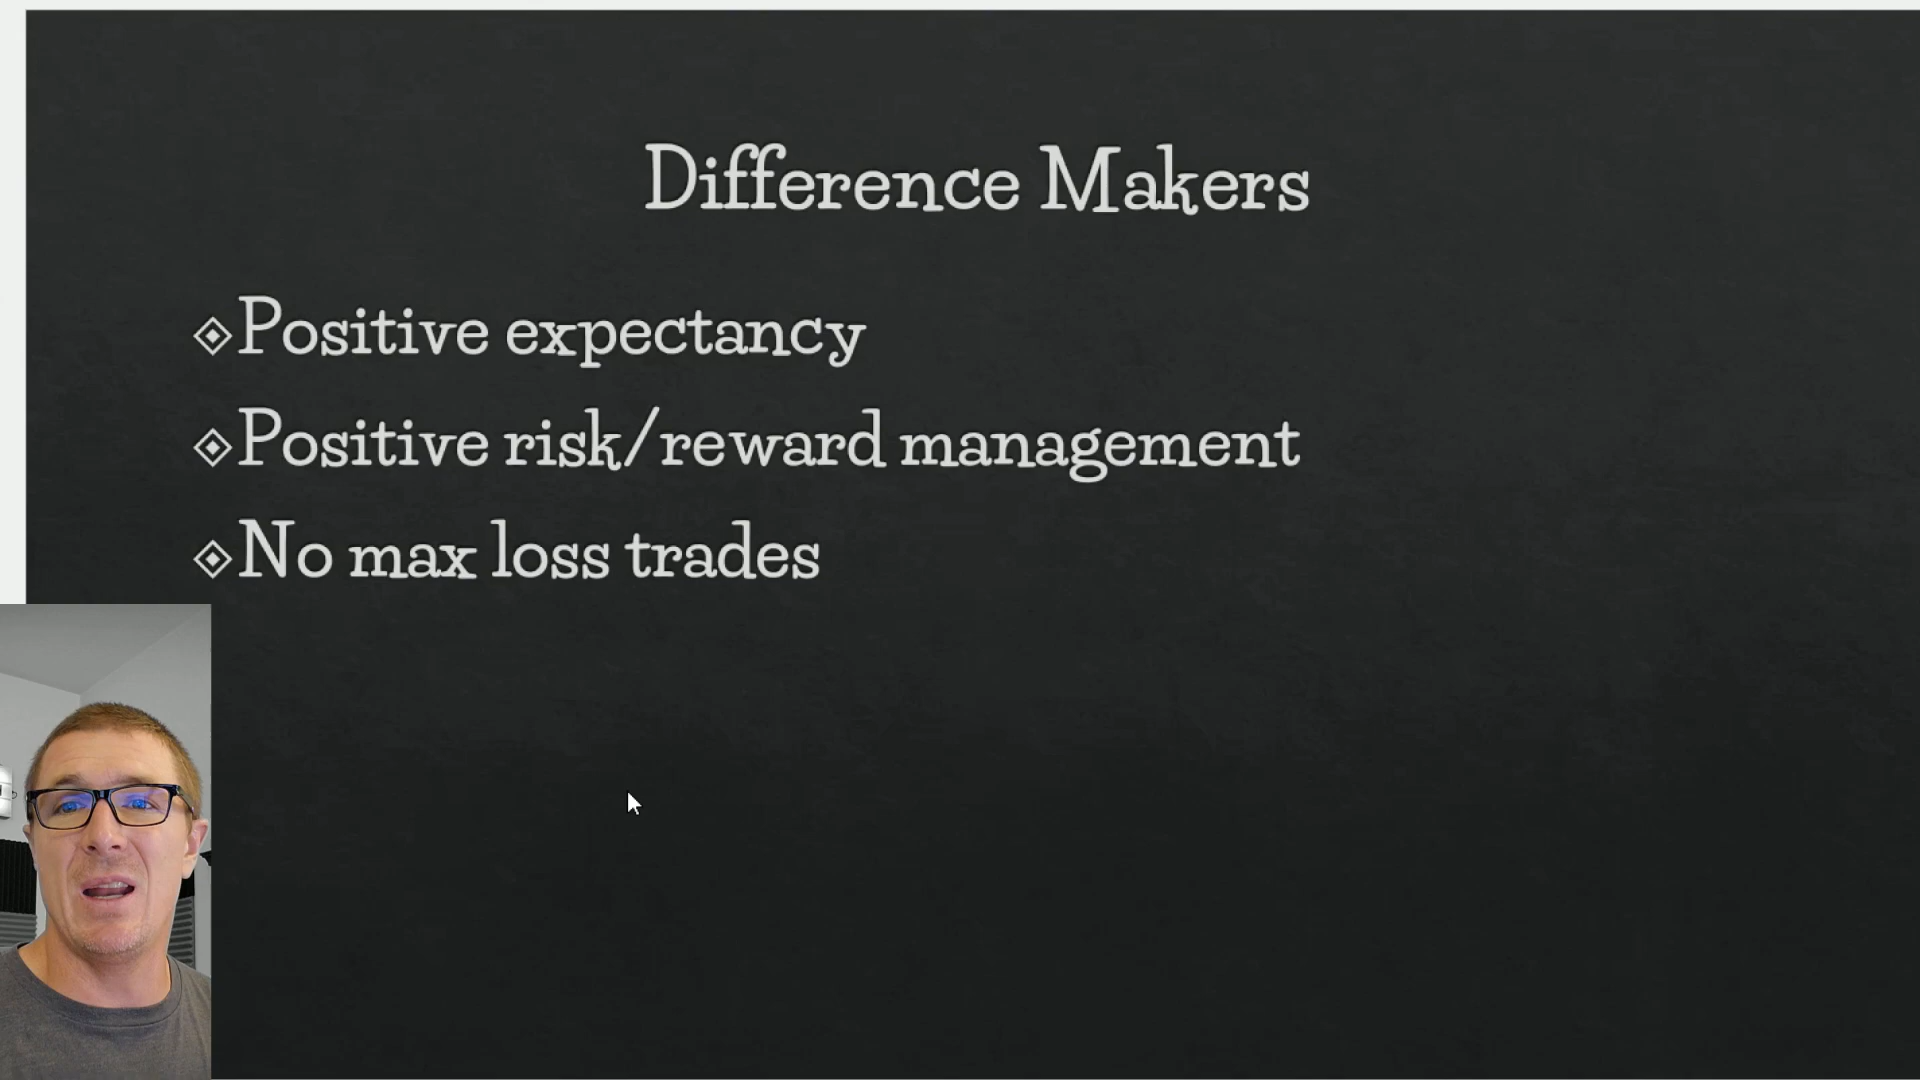 Difference Makers
Positive expectancy
Positive risk/reward management
No max loss trades